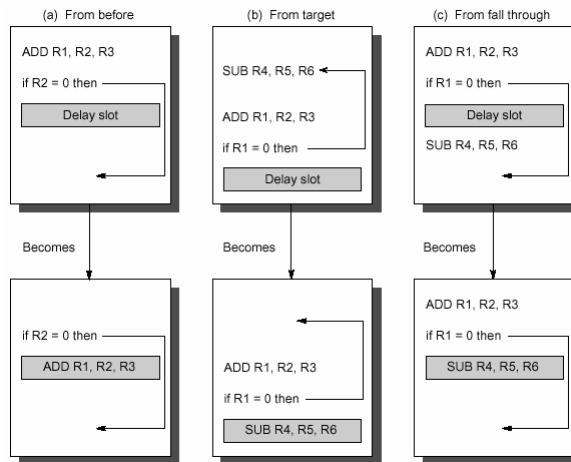 (a) From before
ADD R1, R2, R3
if R2 = 0 then
Delay slot
Becomes
if R2 = 0 then
ADD R1, R2, R3
(b) From target
SUB R4, R5, R6
ADD R1, R2, R3
if R1 = 0 then
Delay slot
Becomes
ADD R1, R2, R3
if R1 = 0 then
SUB R4, R5, R6
(c) From fall through
ADD R1, R2, R3
if R1 = 0 then
Delay slot
SUB R4, R5, R6
Becomes
ADD R1, R2, R3
if R1 = 0 then
SUB R4, R5, R6